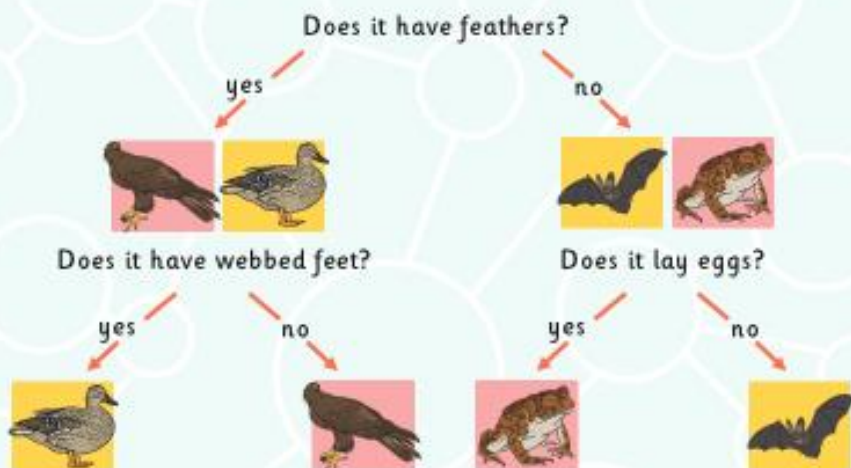 Does it have feathers?
yes
no
Does it have webbed feet?
Does it lay eggs?
yes
no
yes
no